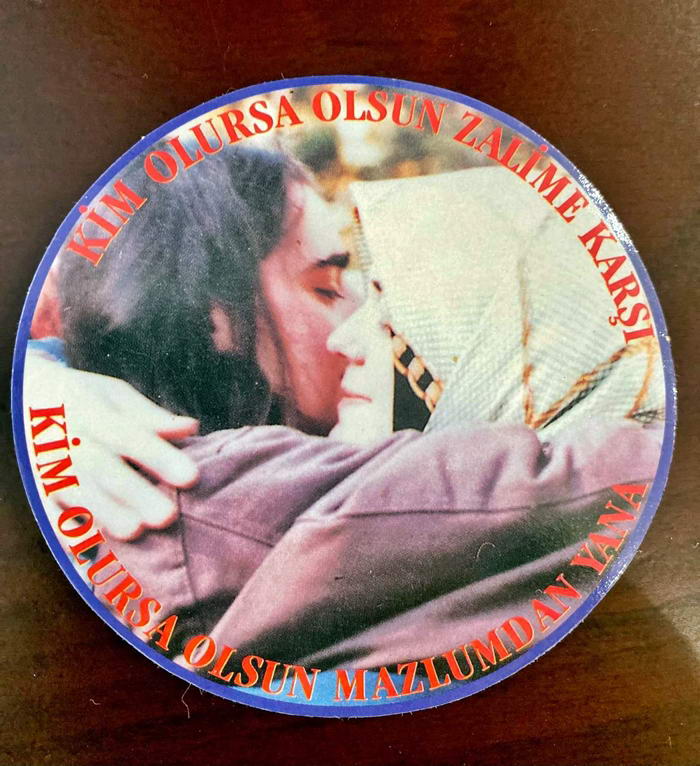 KİM OLURSA OLSUN ZALİME KARŞI
KİM OLURSA OLSUN MAZLUMDAN YANA